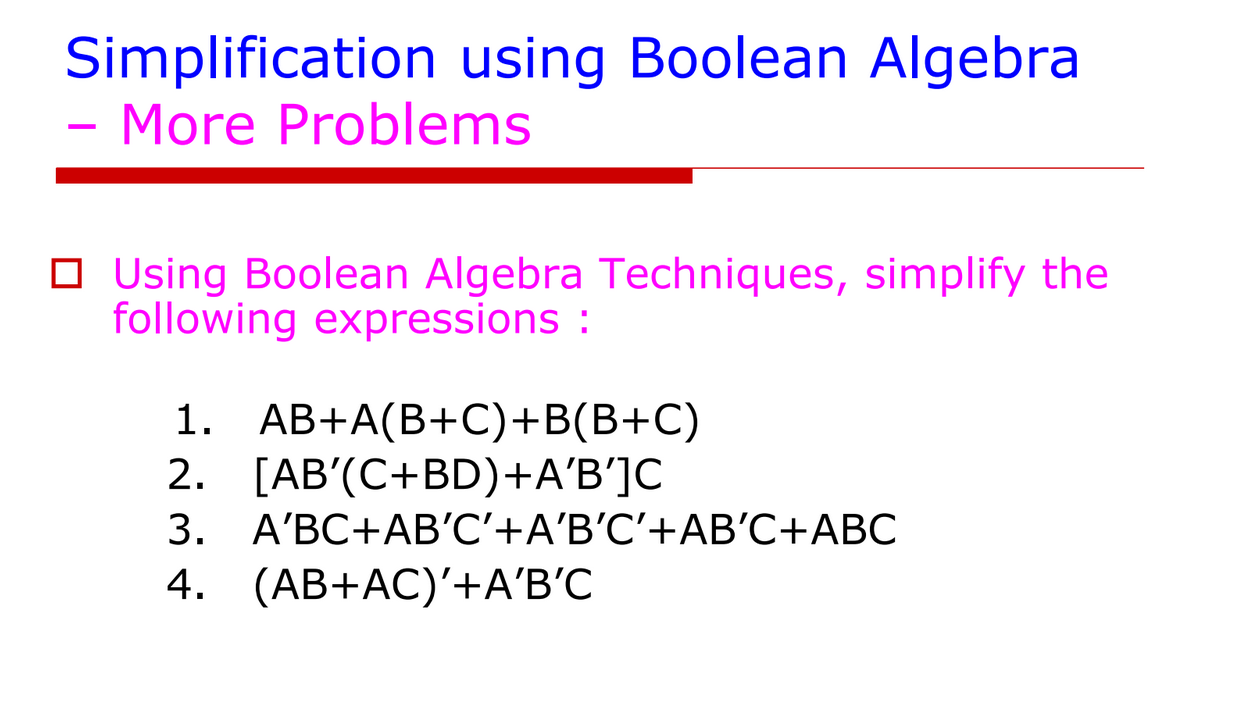 Simplification using Boolean Algebra
– More Problems
Using Boolean Algebra Techniques, simplify the
following expressions :
1. AB+A(B+C)+B(B+C)
2. [AB’(C+BD)+A’B’]C
3. A’BC+AB’C’+A’B’C’+AB’C+ABC
4. (AB+AC)’+A’B’C